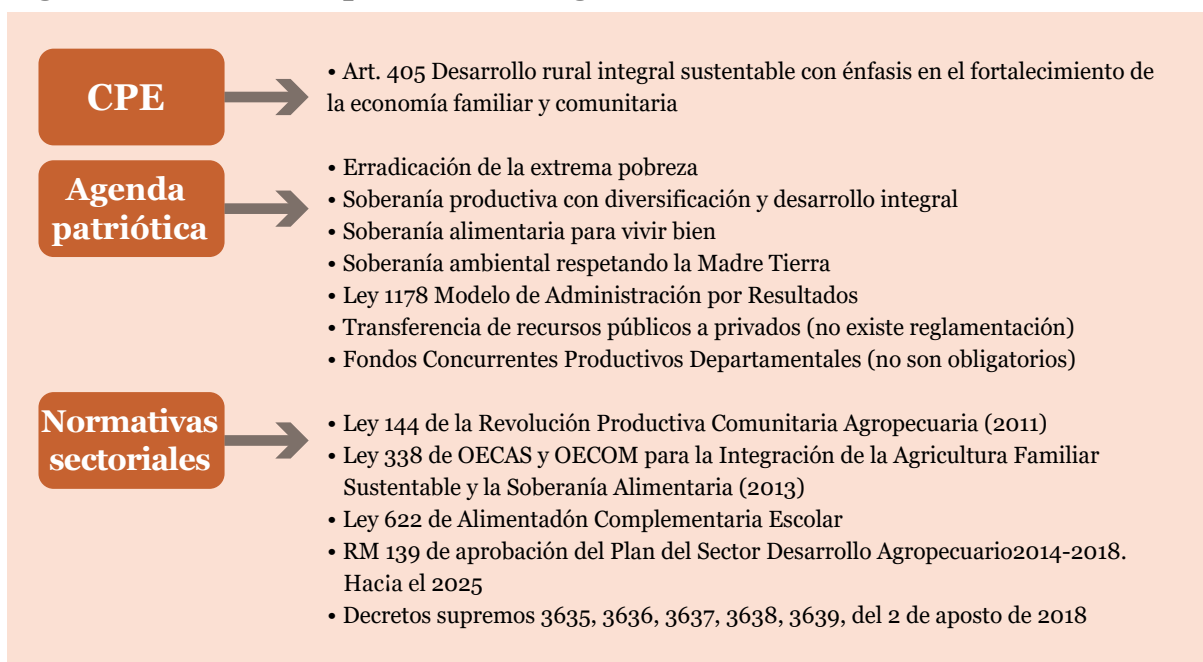 CPE
• Art. 405 Desarrollo rural integral sustentable con énfasis en el fortalecimiento de
la economía familiar y comunitaria
Agenda
patriótica
• Erradicación de la extrema pobreza
• Soberanía productiva con diversificación y desarrollo integral
• Soberanía alimentaria para vivir bien
• Soberanía ambiental respetando la Madre Tierra
• Ley 1178 Modelo de Administración por Resultados
• Transferencia de recursos públicos a privados (no existe reglamentación)
• Fondos Concurrentes Productivos Departamentales (no son obligatorios)
Normativas
sectoriales
• Ley 144 de la Revolución Productiva Comunitaria Agropecuaria (2011)
• Ley 338 de OECAS y OECOM para la Integración de la Agricultura Familiar
Sustentable y la Soberanía Alimentaria (2013)
• Ley 622 de Alimentadón Complementaria Escolar
• RM 139 de aprobación del Plan del Sector Desarrollo Agropecuario2014-2018.
Hacia el 2025
• Decretos supremos 3635, 3636, 3637, 3638, 3639, del 2 de aposto de 2018